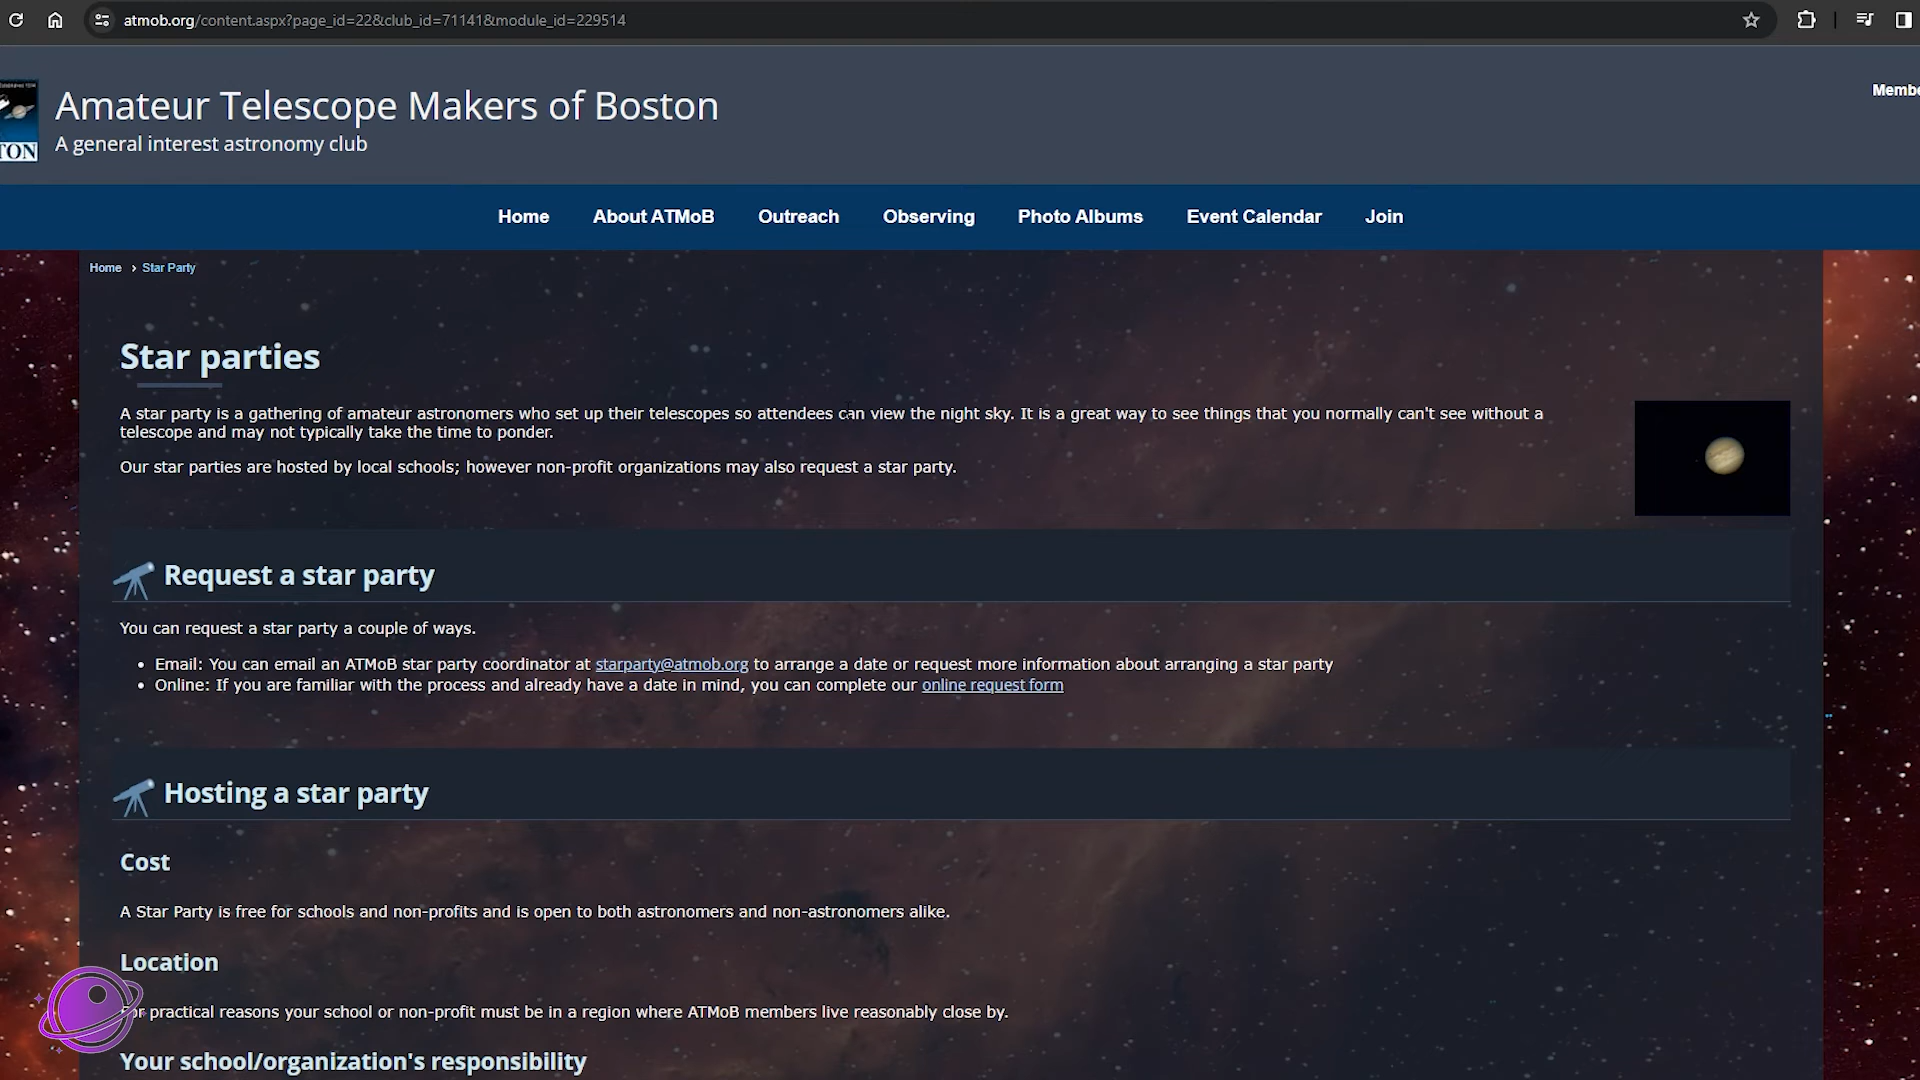 atmob.org/content.aspx?page_id=22&club_id=71141&module_id=229514
Amateur Telescope Makers of Boston
A general interest astronomy club
TON
Home About ATMoB Outreach Observing Photo Albums Event Calendar Join
Home › Star Party
Star parties
A star party is a gathering of amateur astronomers who set up their telescopes so attendees can view the night sky. It is a great way to see things that you normally can't see without a
telescope and may not typically take the time to ponder.
Our star parties are hosted by local schools; however non-profit organizations may also request a star party.
Request a star party
You can request a star party a couple of ways.
• Email: You can email an ATMoB star party coordinator at starparty@atmob.org to arrange a date or request more information about arranging a star party
• Online: If you are familiar with the process and already have a date in mind, you can complete our online request form
Hosting a star party
Cost
A Star Party is free for schools and non-profits and is open to both astronomers and non-astronomers alike.
Location
practical reasons your school or non-profit must be in a region where ATMoB members live reasonably close by.
Your school/organization's responsibility